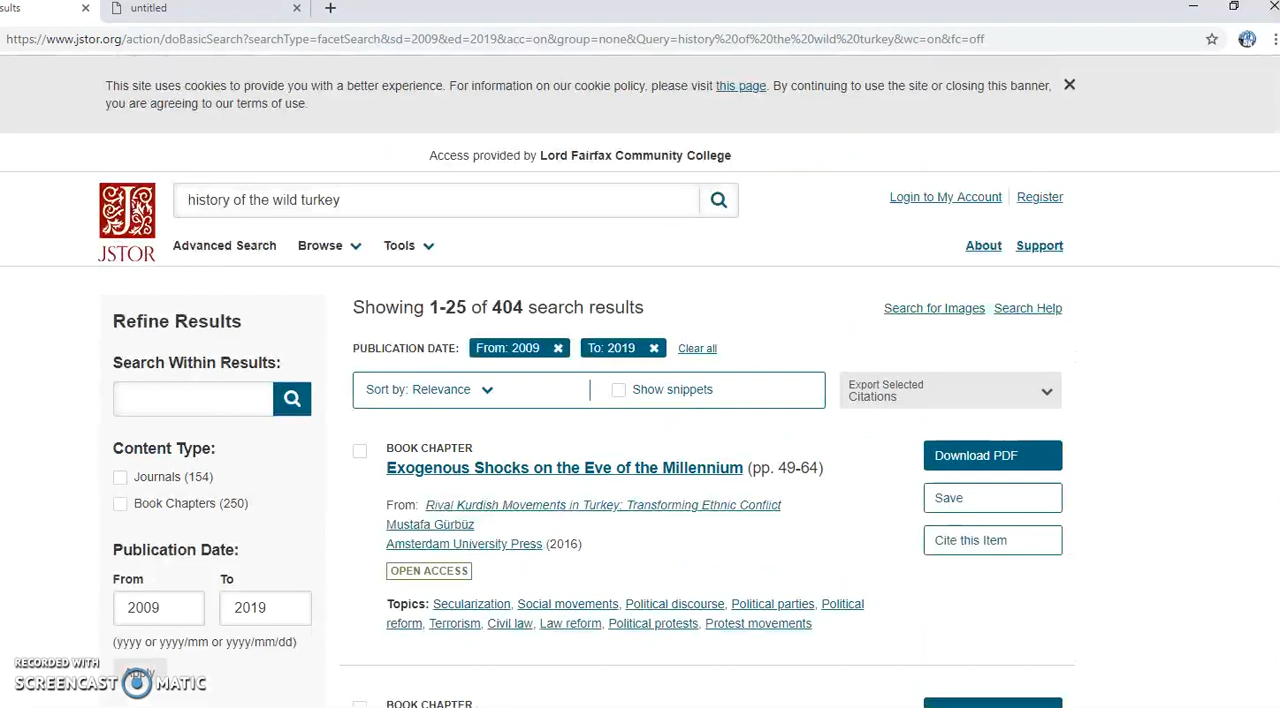 sults
untitled
https://www.jstor.org/action/doBasicSearch?searchType=facetSearch&sd=2009&ed=2019&acc=on&group=none&Query=history%20of%20the%20wild%20turkey&wc=on&fc=off
This site uses cookies to provide you with a better experience. For information on our cookie policy, please visit this page. By continuing to use the site or closing this banner,
you are agreeing to our terms of use.
Access provided by Lord Fairfax Community College
history of the wild turkey
Login to My Account
Register
JSTOR
Advanced Search
Browse
Tools
About
Support
Refine Results
Search Within Results:
Content Type:
Journals (154)
Book Chapters (250)
Publication Date:
From
To
2009
2019
(yyyy or yyyy/mm or yyyy/mm/dd)
Apply
Showing 1-25 of 404 search results
Search for Images
Search Help
PUBLICATION DATE:
From: 2009
To: 2019
Clear all
Sort by: Relevance
Show snippets
Export Selected
Citations
BOOK CHAPTER
Exogenous Shocks on the Eve of the Millennium (pp. 49-64)
From: Rival Kurdish Movements in Turkey: Transforming Ethnic Conflict
Mustafa Gürbüz
Amsterdam University Press (2016)
OPEN ACCESS
Topics: Secularization, Social movements, Political discourse, Political parties, Political
reform, Terrorism, Civil law, Law reform, Political protests, Protest movements
Download PDF
Save
Cite this Item
BOOK CHAPTER
RECORDED WITH
SCREENCAST MATIC